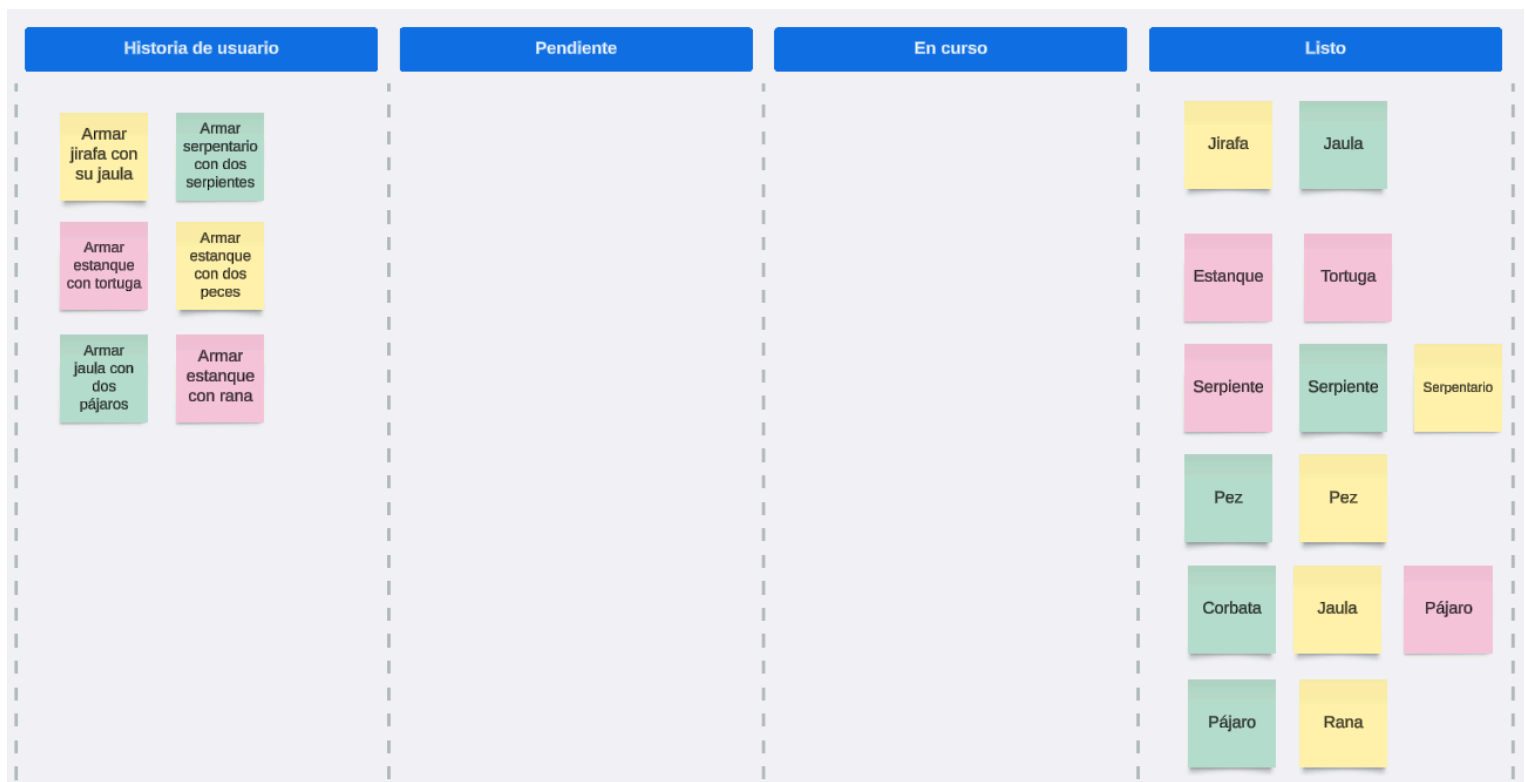 Historia de usuario
Pendiente
En curso
Listo
Armar
jirafa con
su jaula
Armar
serpentario
con dos
serpientes
Armar
estanque
con tortuga
Armar
estanque
con dos
peces
Armar
jaula con
dos
pájaros
Armar
estanque
con rana
Jirafa
Jaula
Estanque
Tortuga
Serpiente
Serpiente
Serpentario
Pez
Pez
Corbata
Jaula
Pájaro
Pájaro
Rana